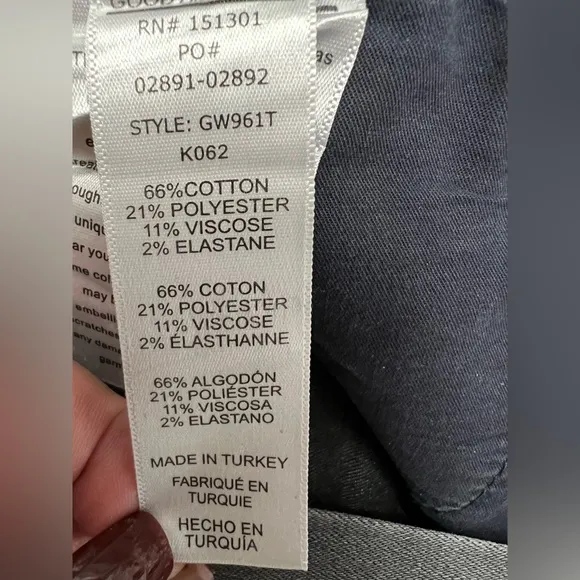 GOOD
RN# 151301
PO#
02891-02892
STYLE: GW961T
K062
66%COTTON
21% POLYESTER
11% VISCOSE
2% ELASTANE
66% COTON
21% POLYESTER
11% VISCOSE
2% ÉLASTHANNE
66% ALGODÓN
21% POLIÉSTER
11% VISCOSA
2% ELASTANO
MADE IN TURKEY
FABRIQUÉ EN
TURQUIE
HECHO EN
TURQUÍA
may